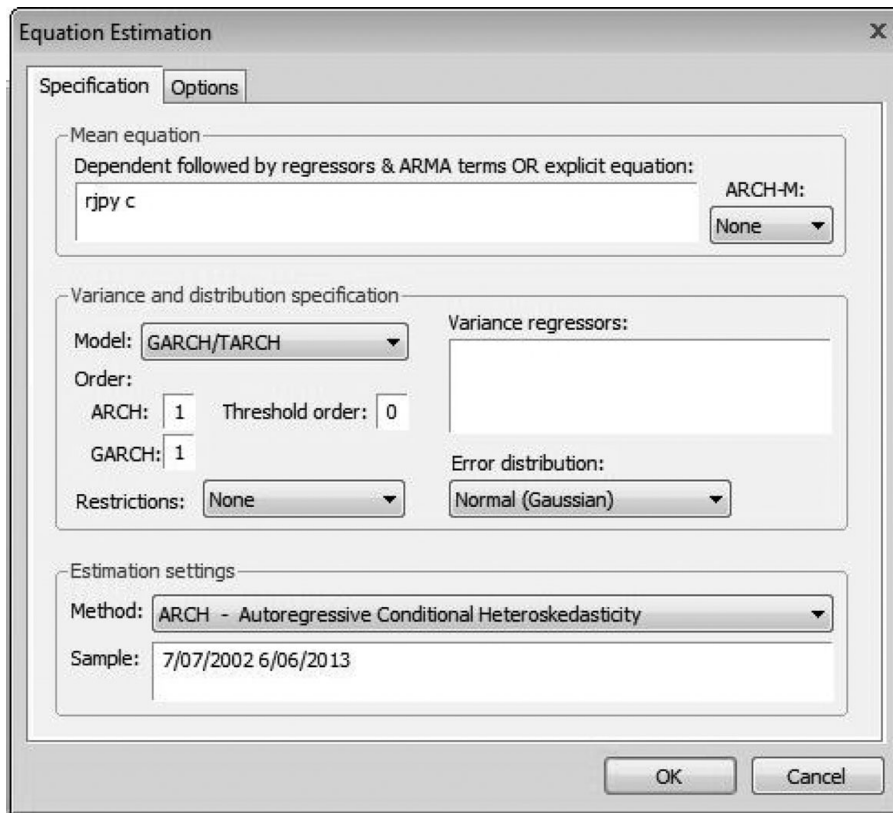 Equation Estimation
Specification
Options
Mean equation
Dependent followed by regressors & ARMA terms OR explicit equation:
rjpy c
ARCH-M:
None
Variance and distribution specification
Model: GARCH/TARCH
Order:
ARCH: 1 Threshold order: 0
GARCH: 1
Restrictions: None
Variance regressors:
Error distribution:
Normal (Gaussian)
Estimation settings
Method: ARCH - Autoregressive Conditional Heteroskedasticity
Sample: 7/07/2002 6/06/2013
OK Cancel